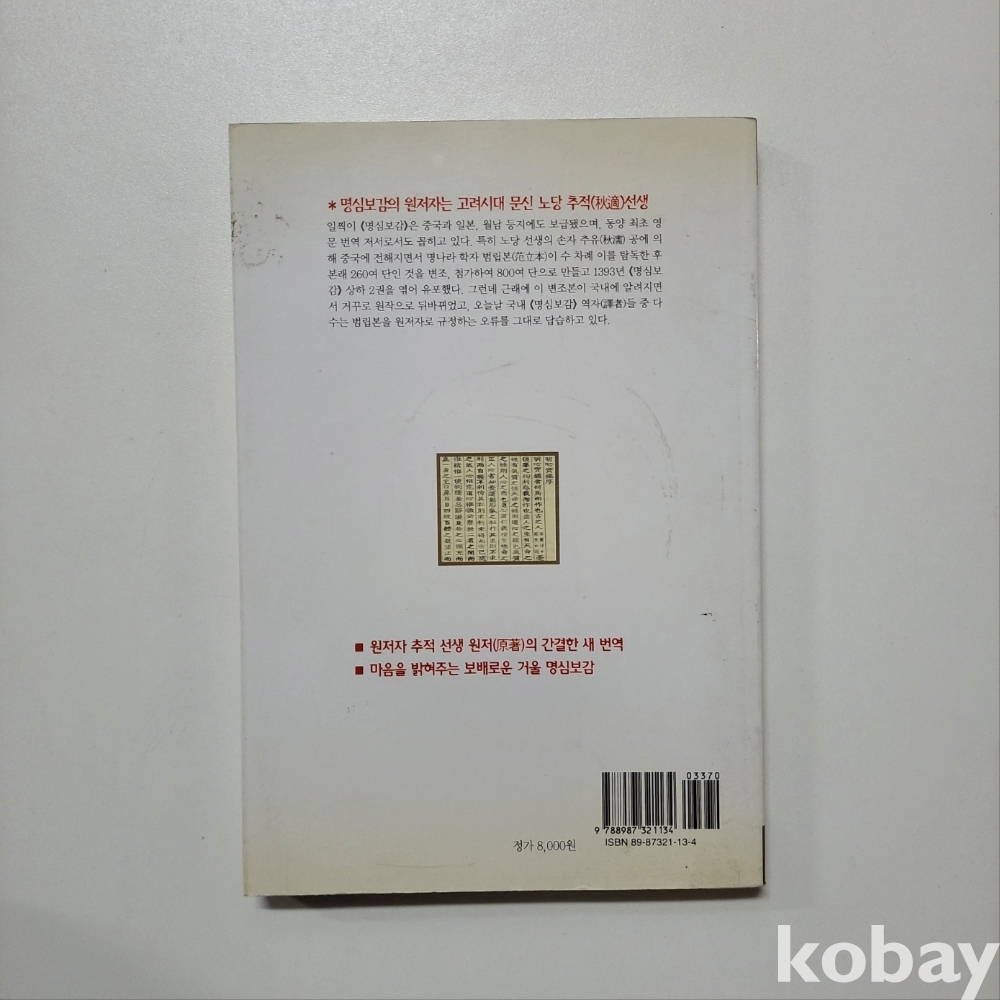 * 명심보감의 원저자는 고려시대 문신 노당 추적(秋適)선생
일찍이 《명심보감》은 중국과 일본, 월남 등지에도 보급됐으며, 동양 최초 영
문 번역 저서로서도 꼽히고 있다. 특히 노당 선생의 손자 추유(秋濡) 공에 의
해 중국에 전해지면서 명나라 학자 범립본(范立本)이 수 차례 이를 탐독한 후
본래 260여 단인 것을 변조, 첨가하여 800여 단으로 만들고 1393년 《명심보
감》 상하 2권을 엮어 유포했다. 그런데 근래에 이 변조본이 국내에 알려지면
서 거꾸로 원작으로 뒤바뀌었고, 오늘날 국내 《명심보감》 역자(譯者)들 중 다
수는 범립본을 원저자로 규정하는 오류를 그대로 답습하고 있다.
■ 원저자 추적 선생 원저(原著)의 간결한 새 번역
■ 마음을 밝혀주는 보배로운 거울 명심보감
03370
9 788987 321134
정가 8,000원
ISBN 89-87321-13-4
kobay